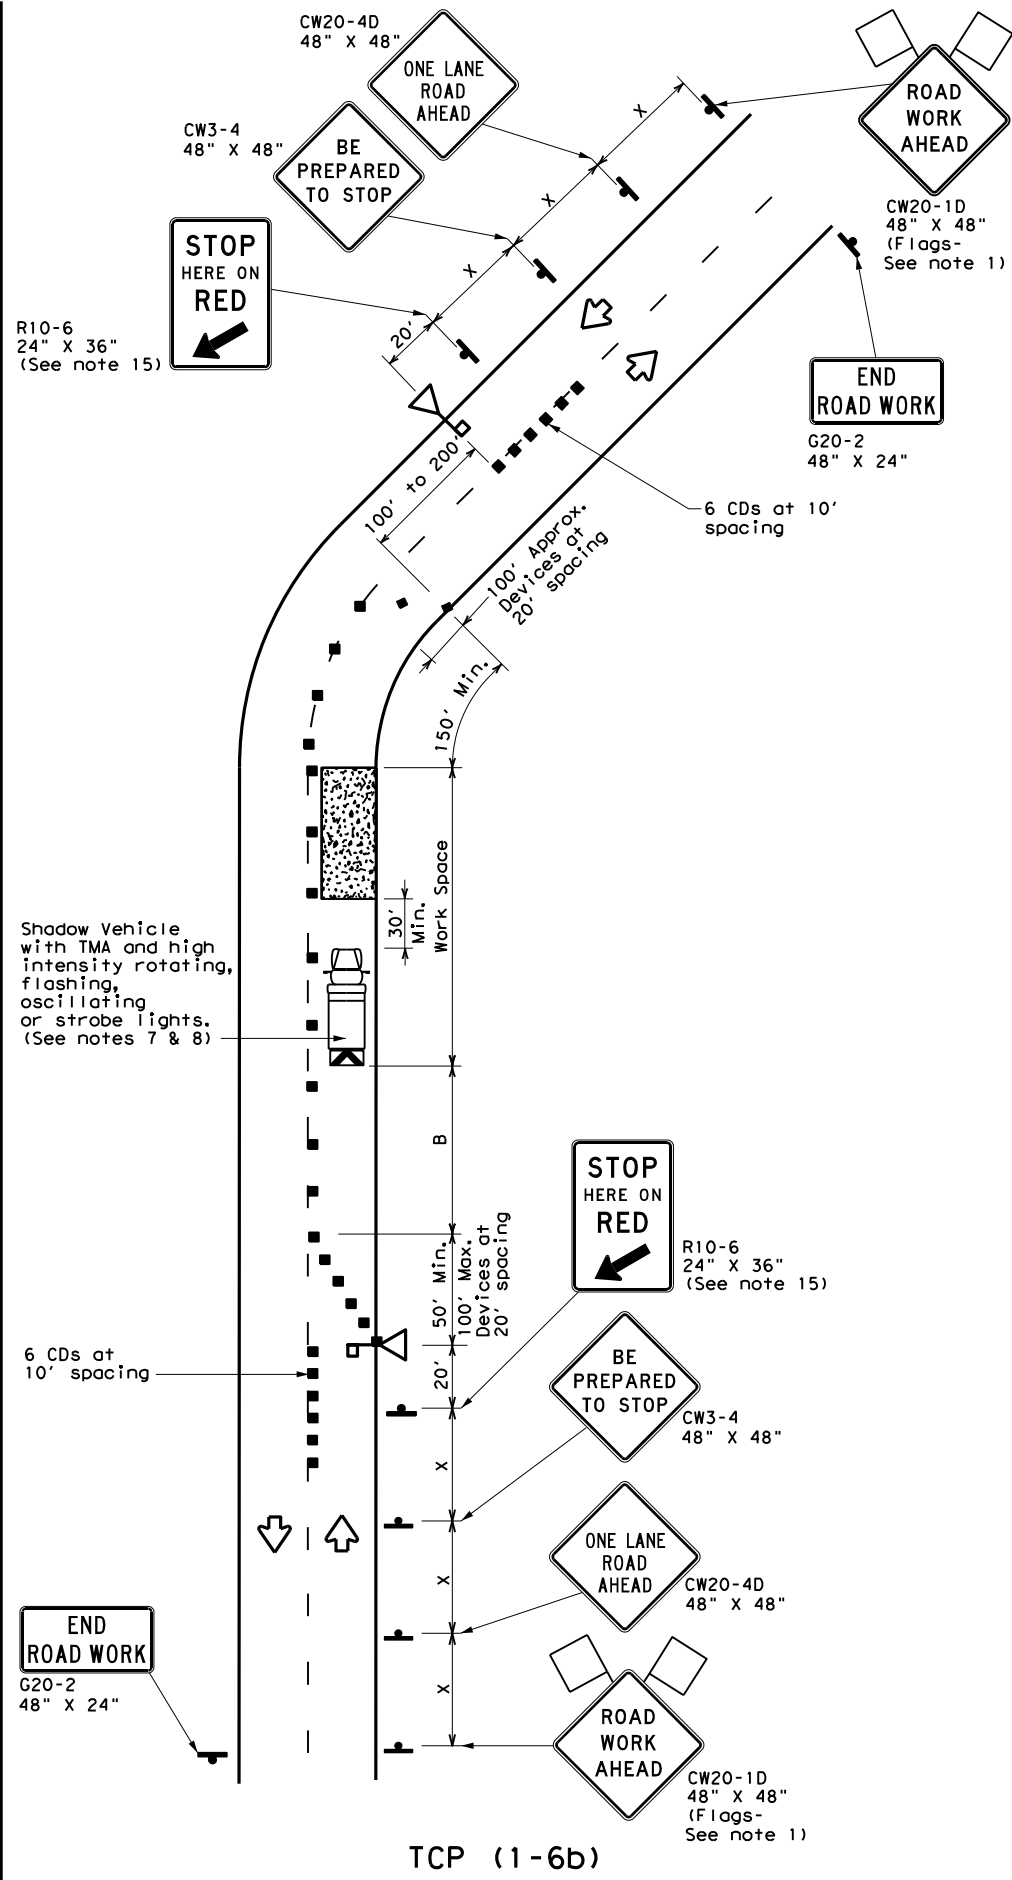 CW20-4D
48" X 48"
ONE LANE
ROAD
AHEAD
ROAD
WORK
AHEAD
CW20-1D
48" X 48"
(Flags-
See note 1)
CW3-4
48" X 48"
BE
PREPARED
TO STOP
X
X
X
20'
STOP
HERE ON
RED
R10-6
24" X 36"
(See note 15)
END
ROAD WORK
G20-2
48" X 24"
100' to 200'
6 CDs at 10'
spacing
100' Approx.
Devices at
20' spacing
150' Min.
Work Space
30'
Min.
Shadow Vehicle
with TMA and high
intensity rotating,
flashing,
oscillating
or strobe lights.
(See notes 7 & 8)
B
50' Min.
100' Max.
Devices at
20' spacing
STOP
HERE ON
RED
R10-6
24" X 36"
(See note 15)
6 CDs at
10' spacing
20'
BE
PREPARED
TO STOP
CW3-4
48" X 48"
X
X
X
ONE LANE
ROAD
AHEAD
CW20-4D
48" X 48"
END
ROAD WORK
G20-2
48" X 24"
ROAD
WORK
AHEAD
CW20-1D
48" X 48"
(Flags-
See note 1)
TCP (1-6b)